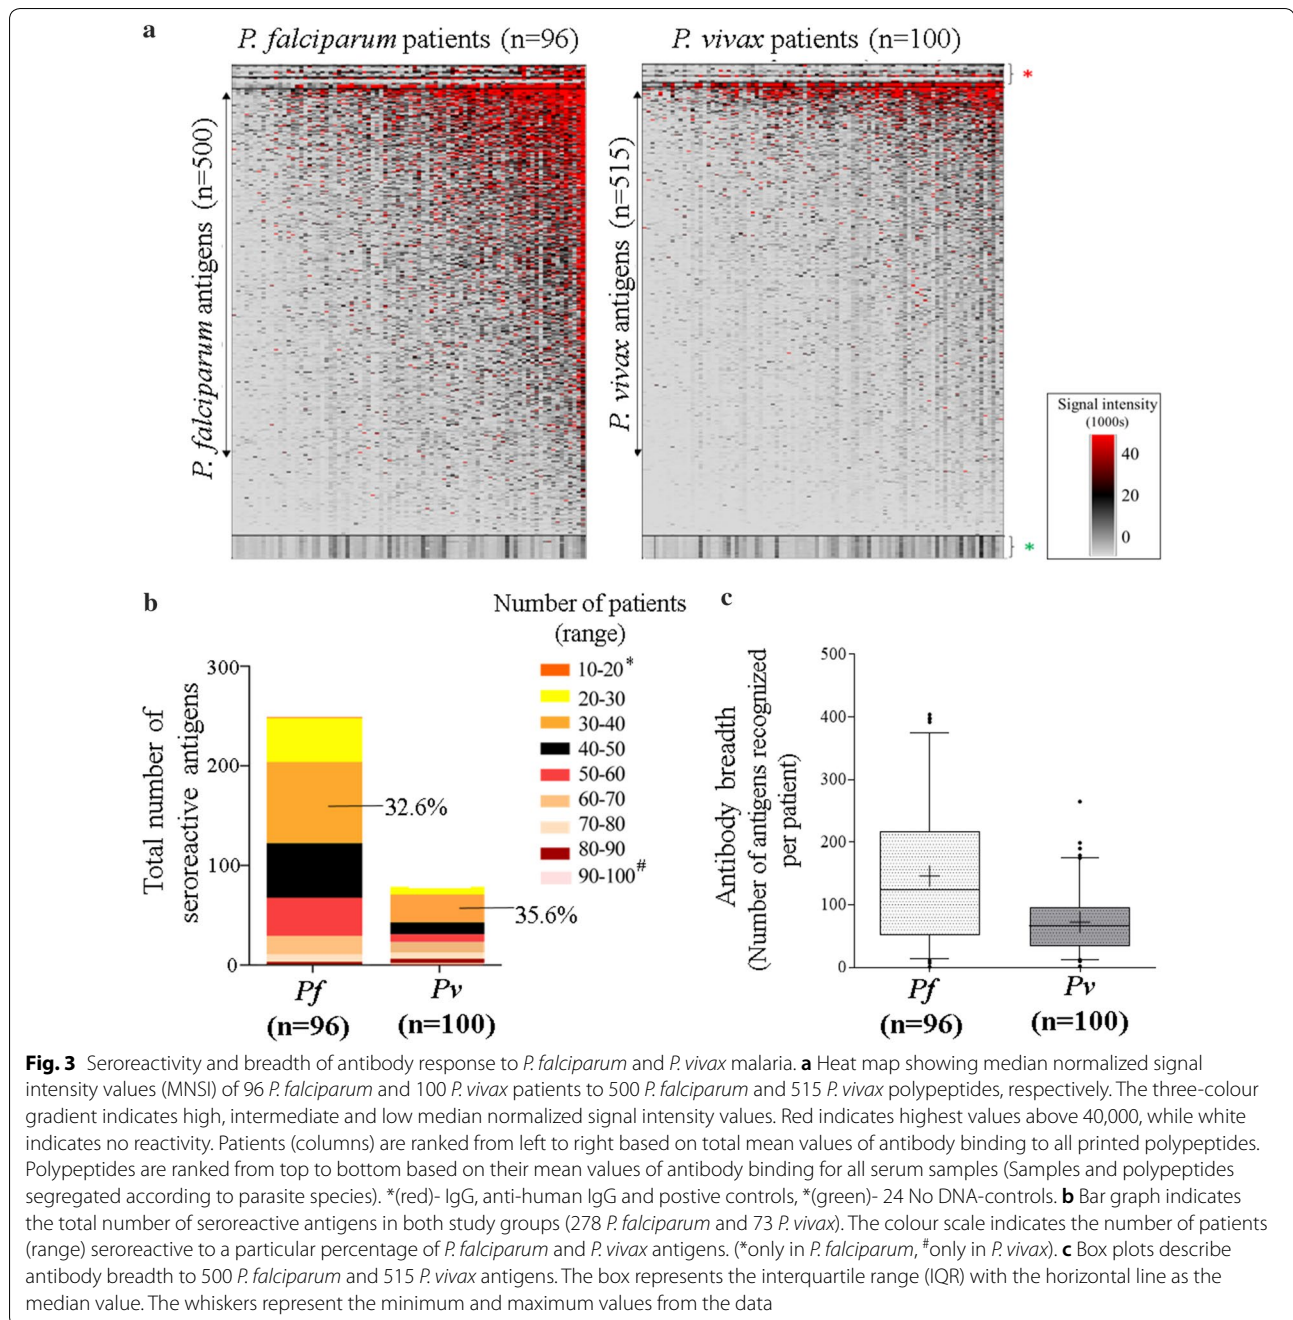 a
P. falciparum patients (n=96)
P. vivax patients (n=100)
*
P. falciparum antigens (n=500)
P. vivax antigens (n=515)
Signal intensity
(1000s)
40
20
0
*
b
Number of patients
(range)
10-20*
20-30
30-40
40-50
50-60
60-70
70-80
80-90
90-100#
Total number of
seroreactive antigens
300
200
100
0
32.6%
35.6%
Pf
(n=96)
Pv
(n=100)
c
Antibody breadth
(Number of antigens recognized
per patient)
500
400
300
200
100
0
Pf
(n=96)
Pv
(n=100)
Fig. 3 Seroreactivity and breadth of antibody response to P. falciparum and P. vivax malaria. a Heat map showing median normalized signal
intensity values (MNSI) of 96 P. falciparum and 100 P. vivax patients to 500 P. falciparum and 515 P. vivax polypeptides, respectively. The three-colour
gradient indicates high, intermediate and low median normalized signal intensity values. Red indicates highest values above 40,000, while white
indicates no reactivity. Patients (columns) are ranked from left to right based on total mean values of antibody binding to all printed polypeptides.
Polypeptides are ranked from top to bottom based on their mean values of antibody binding for all serum samples (Samples and polypeptides
segregated according to parasite species). *(red)- IgG, anti-human IgG and postive controls, *(green)- 24 No DNA-controls. b Bar graph indicates
the total number of seroreactive antigens in both study groups (278 P. falciparum and 73 P. vivax). The colour scale indicates the number of patients
(range) seroreactive to a particular percentage of P. falciparum and P. vivax antigens. (*only in P. falciparum, #only in P. vivax). c Box plots describe
antibody breadth to 500 P. falciparum and 515 P. vivax antigens. The box represents the interquartile range (IQR) with the horizontal line as the
median value. The whiskers represent the minimum and maximum values from the data